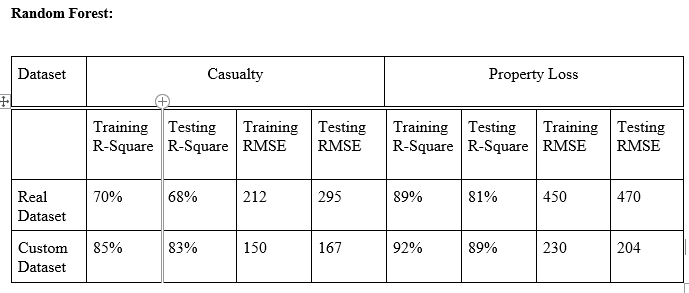 Random Forest:
Dataset Casualty Property Loss
Training Testing Training Testing Training Testing Training Testing
R-Square R-Square RMSE RMSE R-Square R-Square RMSE RMSE
Real 70% 68% 212 295 89% 81% 450 470
Dataset
Custom 85% 83% 150 167 92% 89% 230 204
Dataset